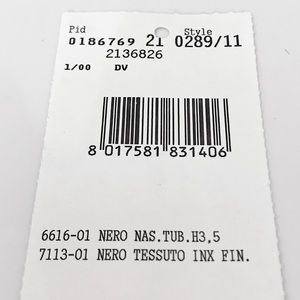 Pid Style
0186769 21 0289/11
2136826
1/00 DV
8 017581 831406
6616-01 NERO NAS.TUB.H3,5
7113-01 NERO TESSUTO INX FIN.